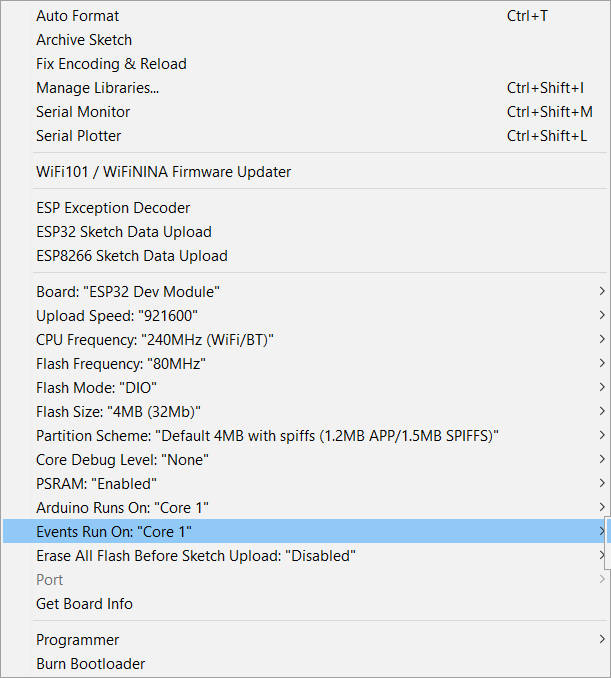 Auto Format Ctrl+T
Archive Sketch
Fix Encoding & Reload
Manage Libraries... Ctrl+Shift+I
Serial Monitor Ctrl+Shift+M
Serial Plotter Ctrl+Shift+L
WiFi101 / WiFiNINA Firmware Updater
ESP Exception Decoder
ESP32 Sketch Data Upload
ESP8266 Sketch Data Upload
Board: "ESP32 Dev Module"
Upload Speed: "921600"
CPU Frequency: "240MHz (WiFi/BT)"
Flash Frequency: "80MHz"
Flash Mode: "DIO"
Flash Size: "4MB (32Mb)"
Partition Scheme: "Default 4MB with spiffs (1.2MB APP/1.5MB SPIFFS)"
Core Debug Level: "None"
PSRAM: "Enabled"
Arduino Runs On: "Core 1"
Events Run On: "Core 1"
Erase All Flash Before Sketch Upload: "Disabled"
Port
Get Board Info
Programmer
Burn Bootloader